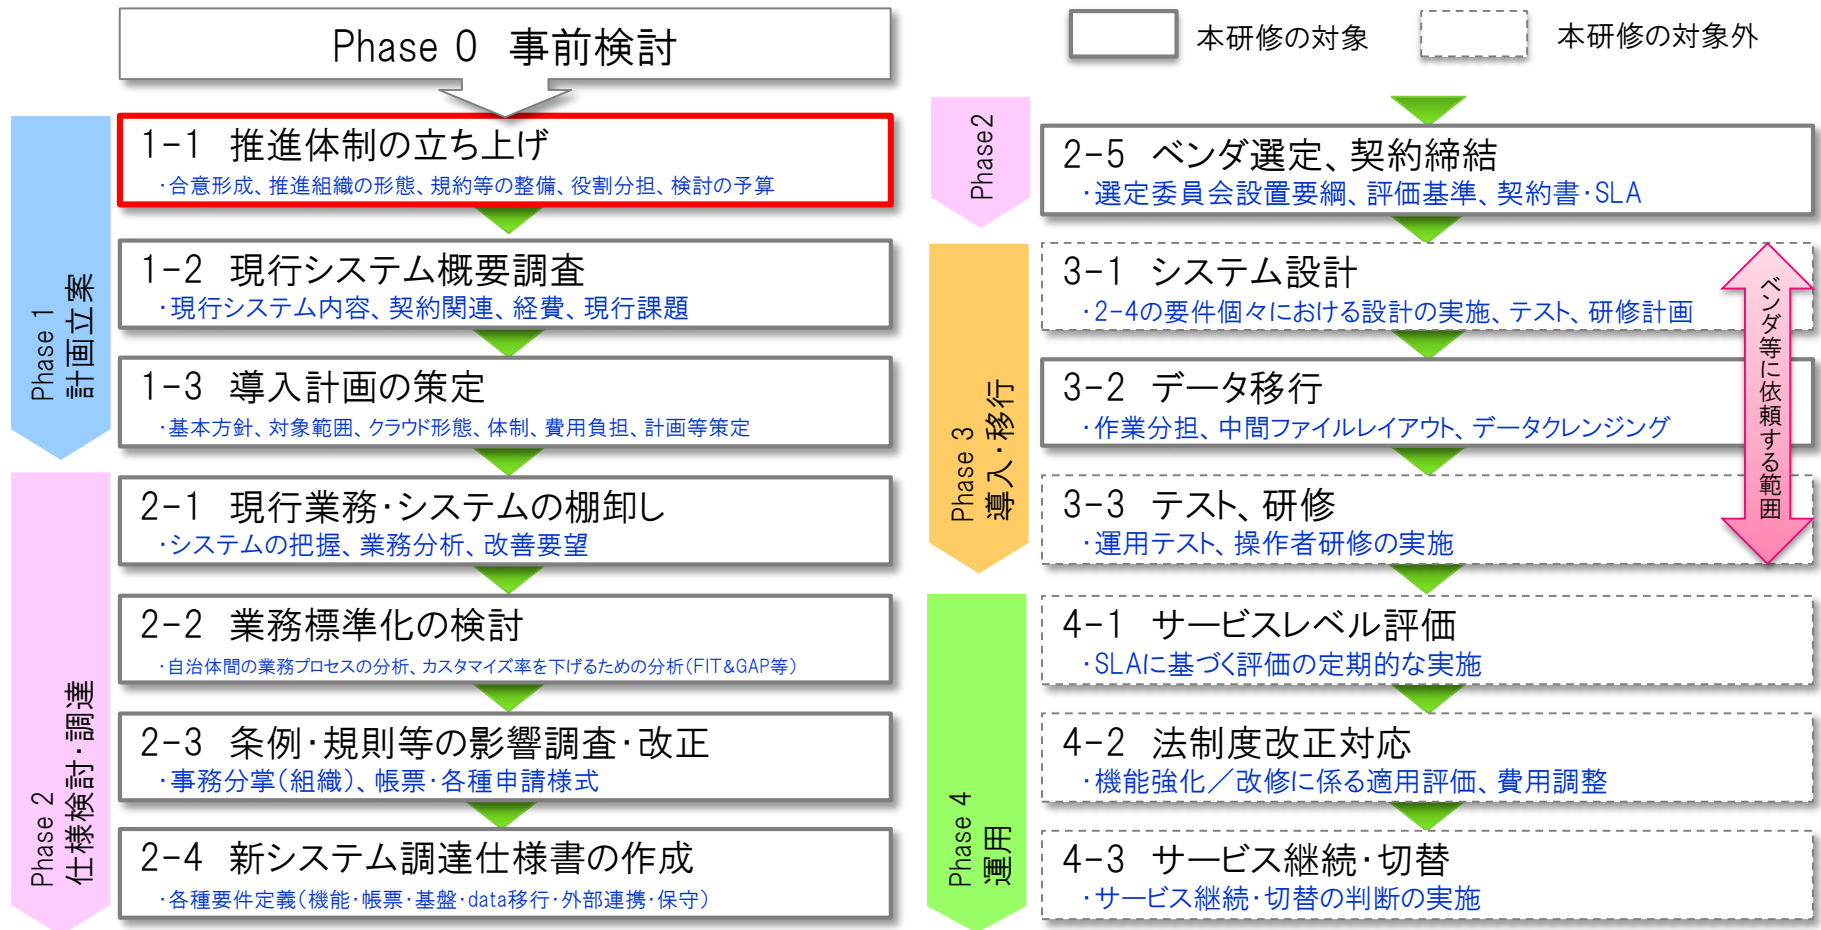 Phase 0 事前検討
本研修の対象
本研修の対象外
Phase 1
計画立案
1-1 推進体制の立ち上げ
・合意形成、推進組織の形態、規約等の整備、役割分担、検討の予算
1-2 現行システム概要調査
・現行システム内容、契約関連、経費、現行課題
1-3 導入計画の策定
・基本方針、対象範囲、クラウド形態、体制、費用負担、計画等策定
Phase 2
仕様検討・調達
2-1 現行業務・システムの棚卸し
・システムの把握、業務分析、改善要望
2-2 業務標準化の検討
・自治体間の業務プロセスの分析、カスタマイズ率を下げるための分析(FIT&GAP等)
2-3 条例・規則等の影響調査・改正
・事務分掌(組織)、帳票・各種申請様式
2-4 新システム調達仕様書の作成
・各種要件定義(機能・帳票・基盤・data移行・外部連携・保守)
Phase2
2-5 ベンダ選定、契約締結
・選定委員会設置要綱、評価基準、契約書・SLA
Phase 3
導入・移行
3-1 システム設計
・2-4の要件個々における設計の実施、テスト、研修計画
3-2 データ移行
・作業分担、中間ファイルレイアウト、データクレンジング
3-3 テスト、研修
・運用テスト、操作者研修の実施
ベンダ等に依頼する範囲
Phase 4
運用
4-1 サービスレベル評価
・SLAに基づく評価の定期的な実施
4-2 法制度改正対応
・機能強化／改修に係る適用評価、費用調整
4-3 サービス継続・切替
・サービス継続・切替の判断の実施